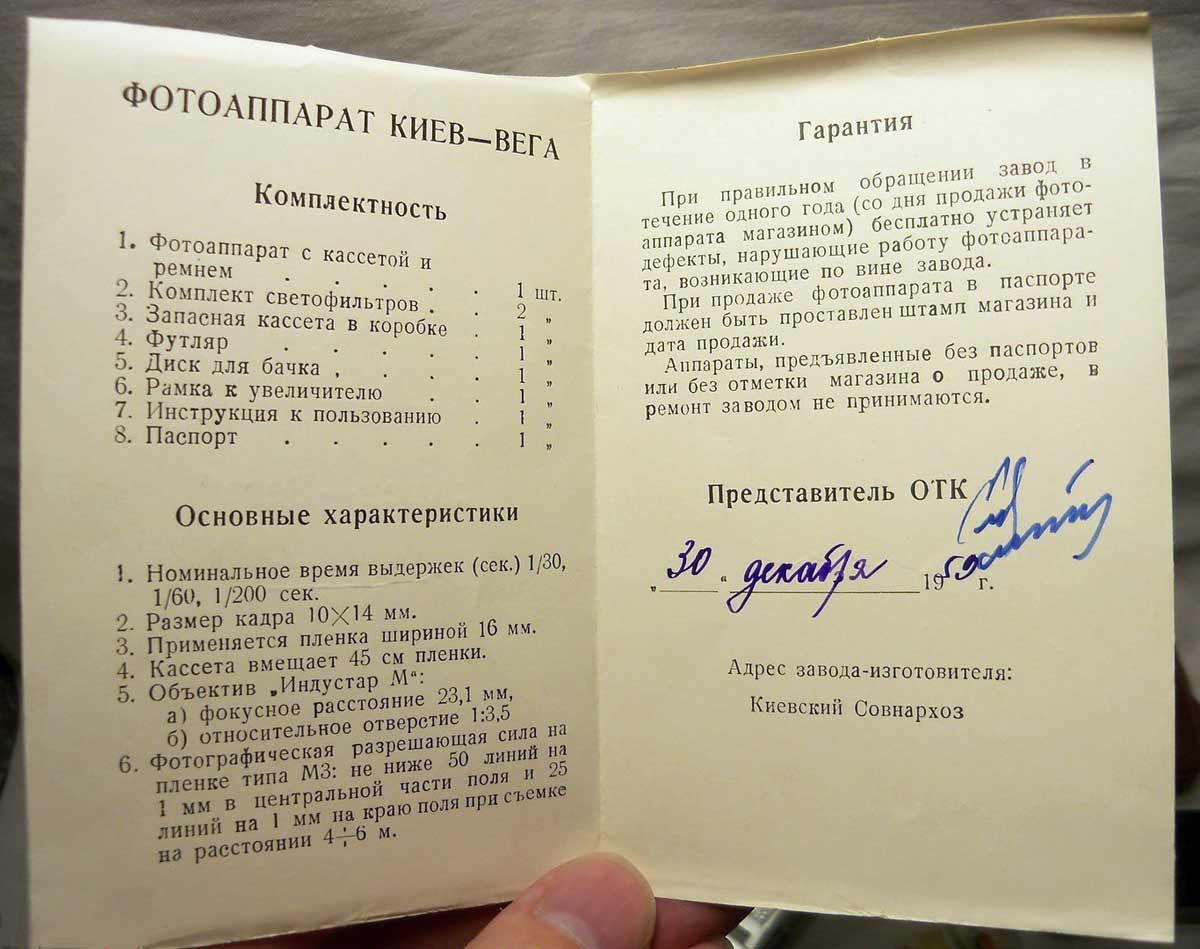 ФОТОАППАРАТ КИЕВ—ВЕГА
Комплектность
1. Фотоаппарат с кассетой и
ремнем . . . . . 1 шт.
2. Комплект светофильтров . . 2 „
3. Запасная кассета в коробке . 1 „
4. Футляр . . . . . 1 „
5. Диск для бачка , . . . 1 „
6. Рамка к увеличителю . . 1 „
7. Инструкция к пользованию . 1 „
8. Паспорт . . . . . 1 „
Основные характеристики
1. Номинальное время выдержек (сек.) 1/30,
1/60, 1/200 сек.
2. Размер кадра 10×14 мм.
3. Применяется пленка шириной 16 мм.
4. Кассета вмещает 45 см пленки.
5. Объектив „Индустар М“:
а) фокусное расстояние 23,1 мм,
б) относительное отверстие 1:3,5
6. Фотографическая разрешающая сила на
пленке типа МЗ: не ниже 50 линий на
1 мм в центральной части поля и 25
линий на 1 мм на краю поля при съемке
на расстоянии 4÷6 м.
Гарантия
При правильном обращении завод в
течение одного года (со дня продажи фото-
аппарата магазином) бесплатно устраняет
дефекты, нарушающие работу фотоаппара-
та, возникающие по вине завода.
При продаже фотоаппарата в паспорте
должен быть проставлен штамп магазина и
дата продажи.
Аппараты, предъявленные без паспортов
или без отметки магазина о продаже, в
ремонт заводом не принимаются.
Представитель ОТК
„30“ декабря 1959 г.
Адрес завода-изготовителя:
Киевский Совнархоз